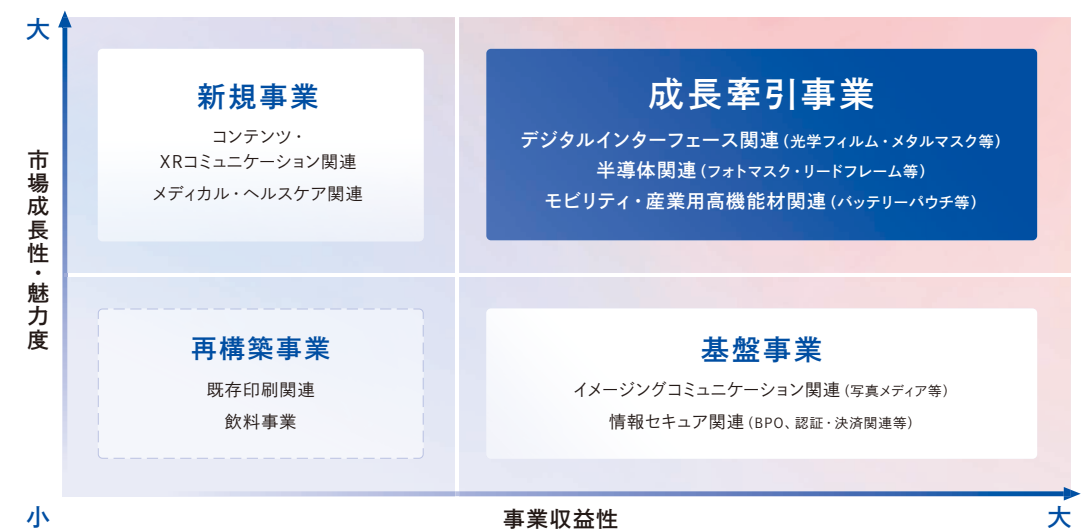 大
市場成長性・魅力度
新規事業
コンテンツ・
XRコミュニケーション関連
メディカル・ヘルスケア関連
成長牽引事業
デジタルインターフェース関連(光学フィルム・メタルマスク等)
半導体関連(フォトマスク・リードフレーム等)
モビリティ・産業用高機能材関連(バッテリーパウチ等)
再構築事業
既存印刷関連
飲料事業
基盤事業
イメージングコミュニケーション関連(写真メディア等)
情報セキュア関連(BPO、認証・決済関連等)
小
事業収益性
大